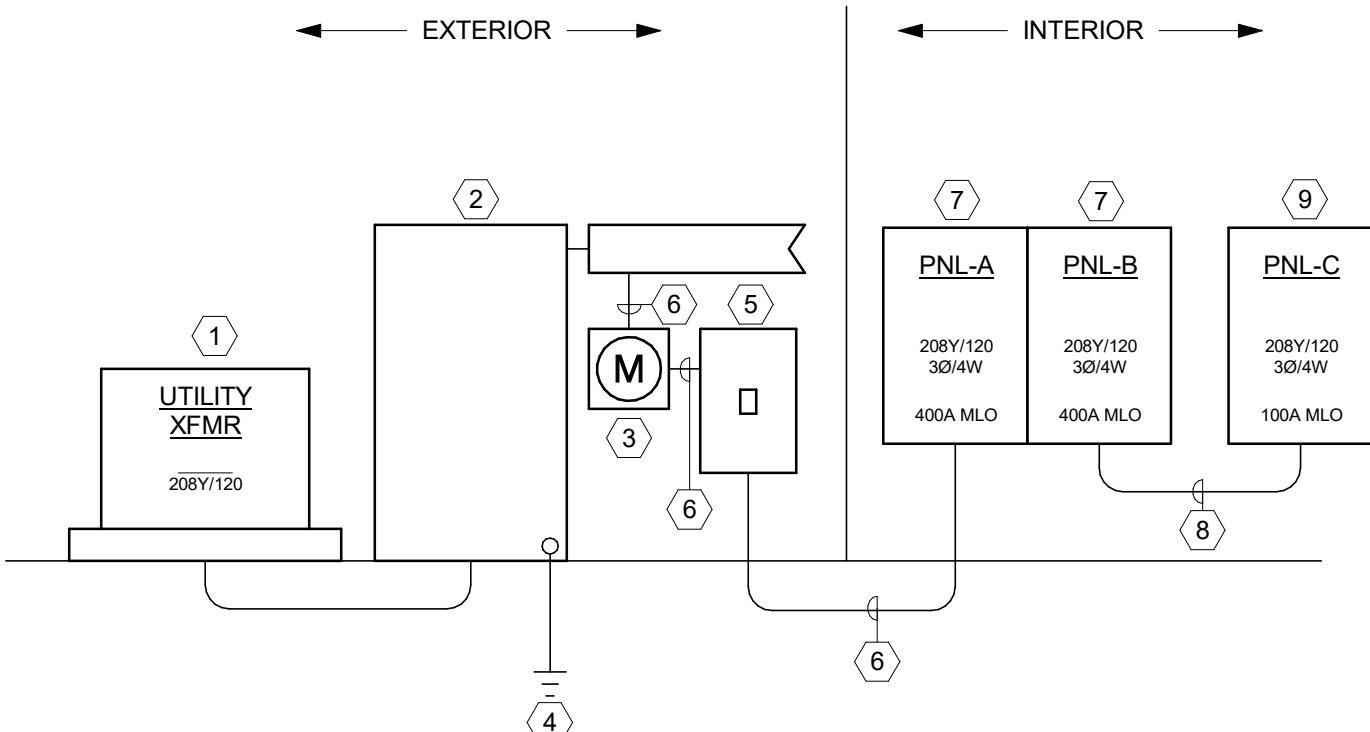 EXTERIOR
INTERIOR
2
7
7
9
PNL-A
PNL-B
PNL-C
6
5
1
208Y/120
3Ø/4W
208Y/120
3Ø/4W
208Y/120
3Ø/4W
M
UTILITY
XFMR
400A MLO
400A MLO
100A MLO
3
208Y/120
6
8
6
4